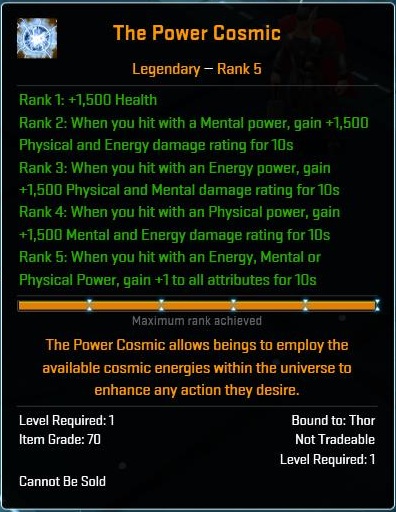 The Power Cosmic
Legendary – Rank 5
Rank 1: +1,500 Health
Rank 2: When you hit with a Mental power, gain +1,500
Physical and Energy damage rating for 10s
Rank 3: When you hit with an Energy power, gain
+1,500 Physical and Mental damage rating for 10s
Rank 4: When you hit with an Physical power, gain
+1,500 Mental and Energy damage rating for 10s
Rank 5: When you hit with an Energy, Mental or
Physical Power, gain +1 to all attributes for 10s
Maximum rank achieved
The Power Cosmic allows beings to employ the
available cosmic energies within the universe to
enhance any action they desire.
Level Required: 1
Bound to: Thor
Item Grade: 70
Not Tradeable
Level Required: 1
Cannot Be Sold